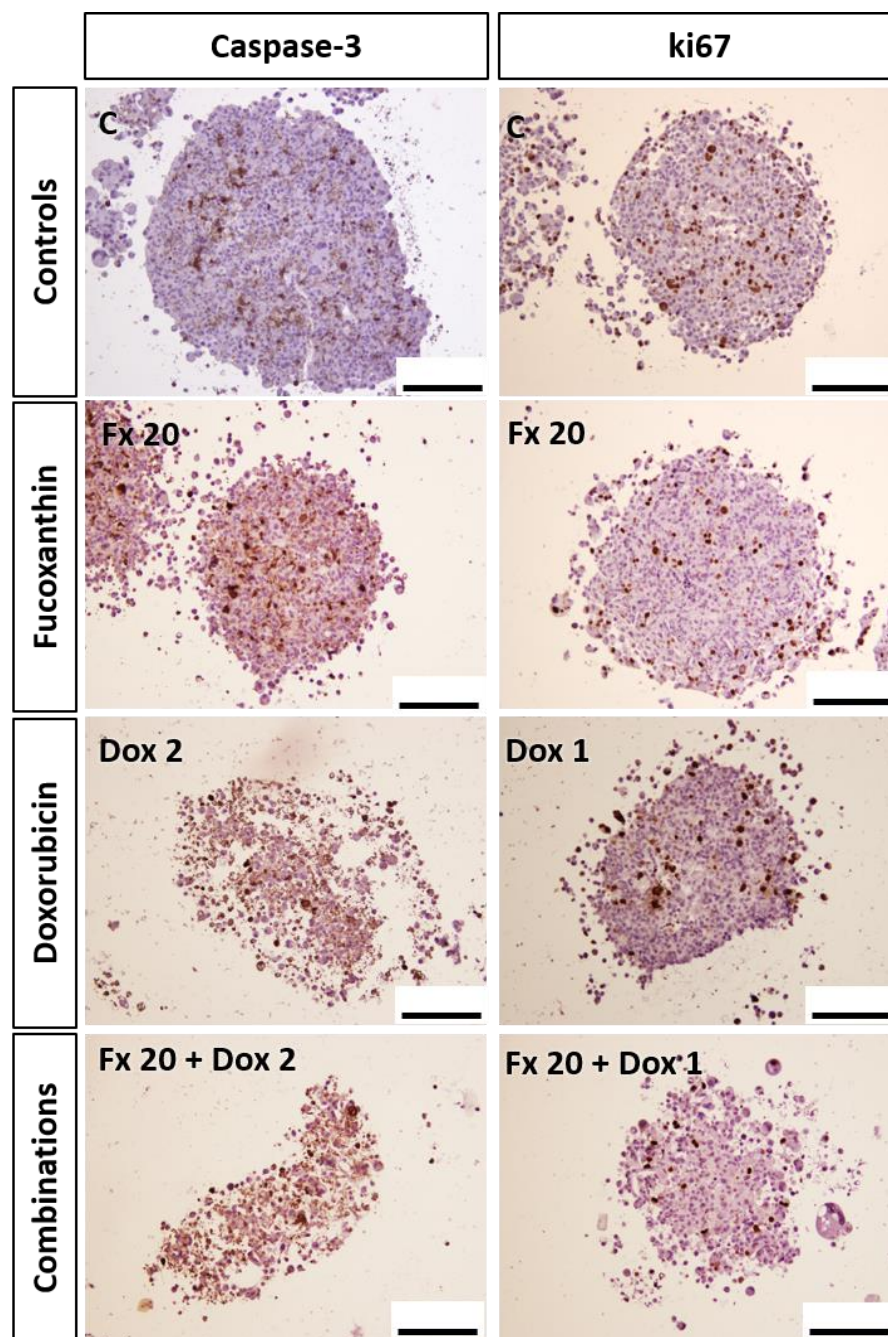 Caspase-3
ki67
Controls
C
C
Fucoxanthin
Fx 20
Fx 20
Doxorubicin
Dox 2
Dox 1
Combinations
Fx 20 + Dox 2
Fx 20 + Dox 1